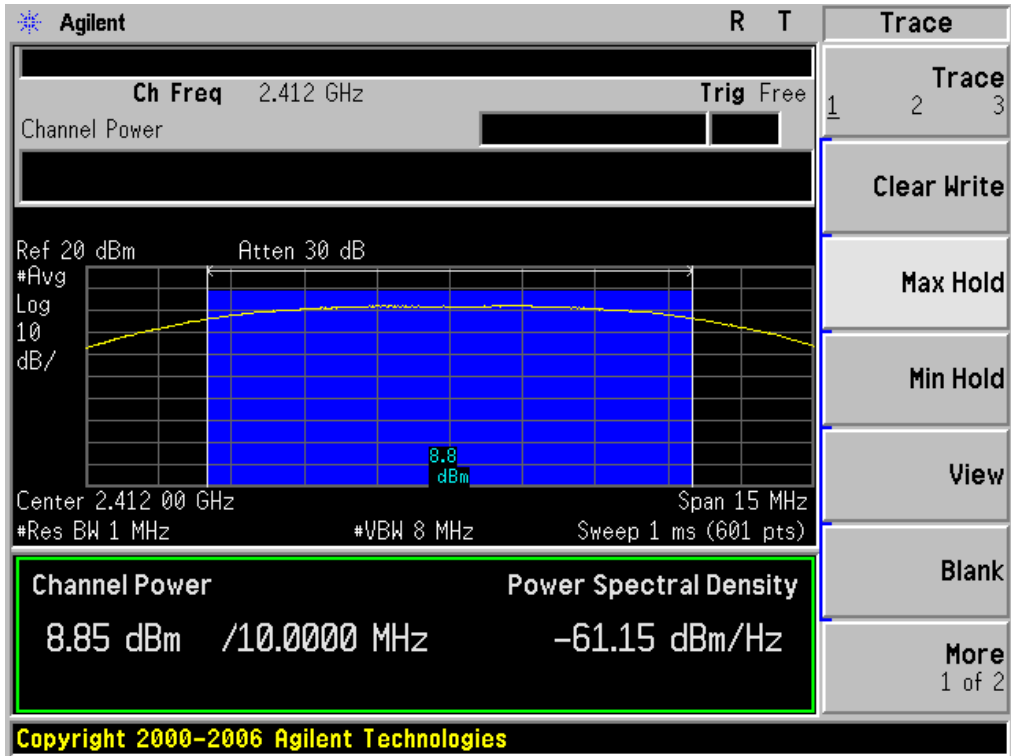 Agilent R T Trace
Ch Freq 2.412 GHz Trig Free
Channel Power
Trace
1 2 3
Clear Write
Max Hold
Min Hold
View
Blank
More
1 of 2
Ref 20 dBm Atten 30 dB
#Avg
Log
10
dB/
8.8
dBm
Center 2.412 00 GHz Span 15 MHz
#Res BW 1 MHz #VBW 8 MHz Sweep 1 ms (601 pts)
Channel Power Power Spectral Density
8.85 dBm /10.0000 MHz -61.15 dBm/Hz
Copyright 2000-2006 Agilent Technologies